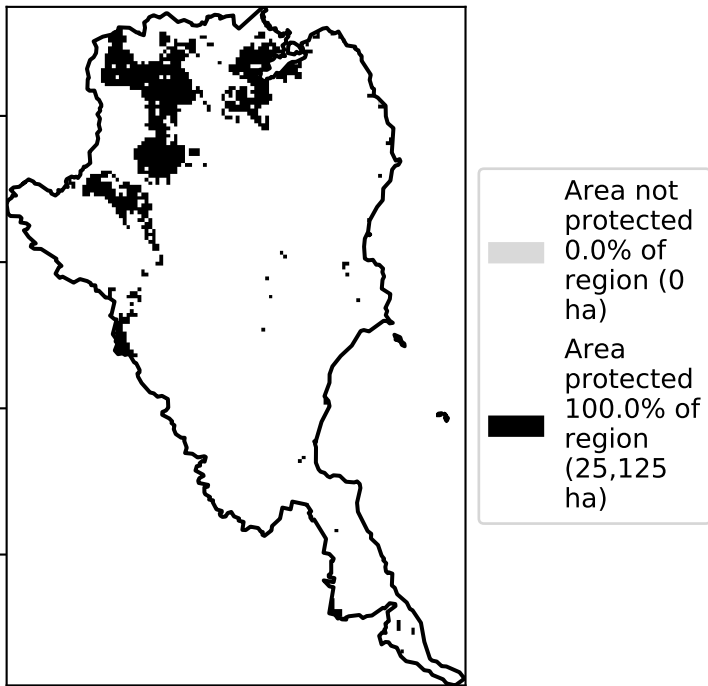 Area not
protected
0.0% of
region (0
ha)
Area
protected
100.0% of
region
(25,125
ha)